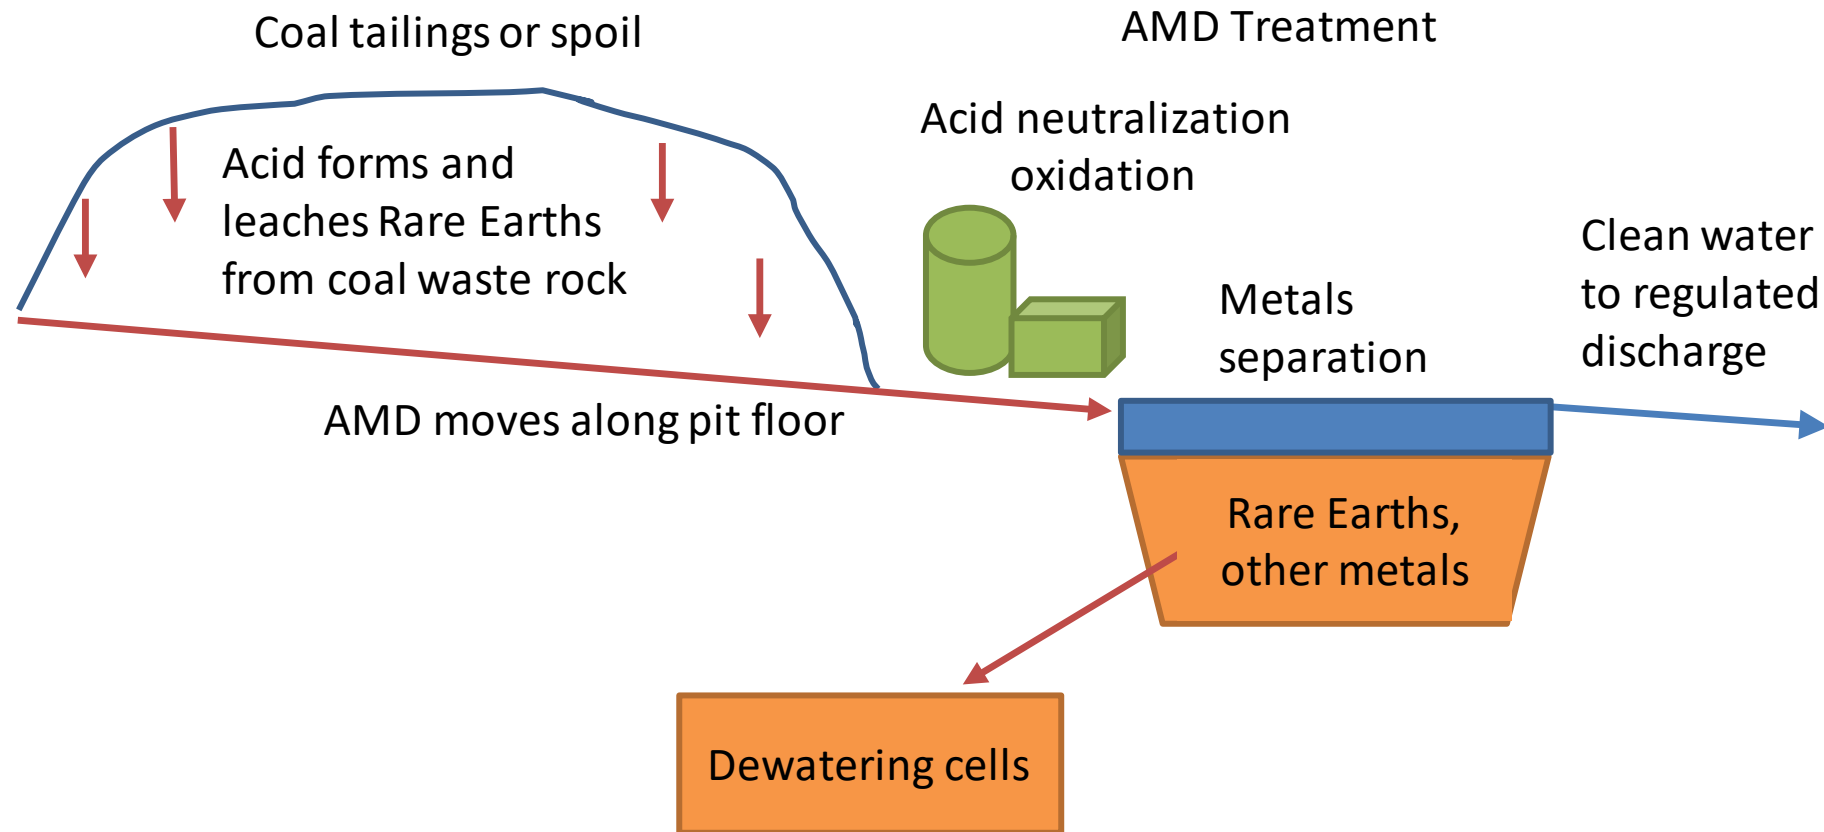 Coal tailings or spoil
Acid forms and
leaches Rare Earths
from coal waste rock
AMD moves along pit floor
AMD Treatment
Acid neutralization
oxidation
Metals
separation
Clean water
to regulated
discharge
Rare Earths,
other metals
Dewatering cells